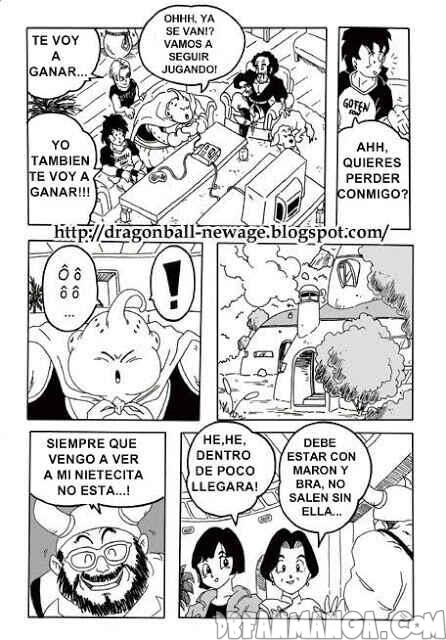 TE VOY
A
GANAR...
OHHH, YA
SE VAN!?
VAMOS A
SEGUIR
JUGANDO!
YO
TAMBIEN
TE VOY A
GANAR!!!
GOTEN
AHH,
QUIERES
PERDER
CONMIGO?
http://dragonball-newage.blogspot.com/
Ô ô
ô ô
...
!
SIEMPRE QUE
VENGO A VER
A MI NIETECITA
NO ESTA...!
HE,HE,
DENTRO
DE POCO
LLEGARA!
DEBE
ESTAR CON
MARON Y
BRA, NO
SALEN SIN
ELLA...
DBFANMANGA.COM